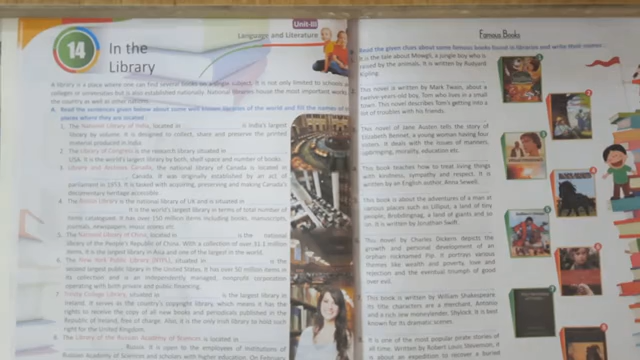 Unit-III
Language and Literature
14
In the
Library
A library is a place where one can find several books on a single subject. It is not only limited to schools
colleges or universities but is also established nationally. National libraries house the most important works
the country as well as other nations.
A. Read the sentences given below about some well known libraries of the world and fill the names of
places where they are located :
1. The National Library of India, located in is India's largest
library by volume. It is designed to collect, share and preserve the printed
material produced in India
2. The Library of Congress is the research library situated in
USA. It is the world's largest library by both, shelf space and number of books.
3. Library and Archives Canada, the national library of Canada is located
Canada. It was originally established by an act of
parliament in 1953. It is tasked with acquiring, preserving and making Canada's
documentary heritage accessible.
4. The British Library is the national library of UK and is situated
It is the world's largest library in terms of total number of
items catalogued. It has over 150 million items including books, manuscripts,
journals, newspapers, music scores etc.
5. The National Library of China, located in is the national
library of the People's Republic of China. With a collection of over 31.1 million
items, it is the largest library in Asia and one of the largest in the world.
6. The New York Public Library (NYPL), situated in is the
second largest public library in the United States. It has over 50 million items in
its collection and is an independently managed, nonprofit corporation
operating with both private and public financing.
7. Trinity College Library, situated in is the largest library in
Ireland. It serves as the country's copyright library, which means it has the
rights to receive the copy of all new books and periodicals published in the
Republic of Ireland, free of charge. Also, it is the only Irish library to hold such
right for the United Kingdom.
8. The Library of the Russian Academy of Sciences is located in
Russia. It is open to the employees of institutions of
Russian Academy of Sciences and scholars with higher education. On February
Famous Books
Read the given clues about some famous books found in libraries and write their names :
It is the tale about Mowgli, a jungle boy who is
raised by the animals. It is written by Rudyard
Kipling.
This novel is written by Mark Twain, about a
twelve-years-old boy, Tom who lives in a small
town. This novel describes Tom's getting into a
lot of troubles with his friends.
This novel of Jane Austen tells the story of
Elizabeth Bennet, a young woman having four
sisters. It deals with the issues of manners,
upbringing, morality, education etc.
This book teaches how to treat living things
with kindness, sympathy and respect. It is
written by an English author, Anna Sewell.
This book is about the adventures of a man at
various places such as Lilliput, a land of tiny
people; Brobdingnag, a land of giants and so
on. It is written by Jonathan Swift.
This novel by Charles Dickens depicts the
growth and personal development of an
orphan nicknamed Pip. It portrays various
themes like wealth and poverty, love and
rejection and the eventual triumph of good
over evil.
This book is written by William Shakespeare
Its title characters are a merchant, Antonio
and a rich Jew moneylender, Shylock. It is best
known for its dramatic scenes.
It is one of the most popular pirate stories of
all time, written by Robert Louis Stevenson. It
is about an expedition to recover a buried